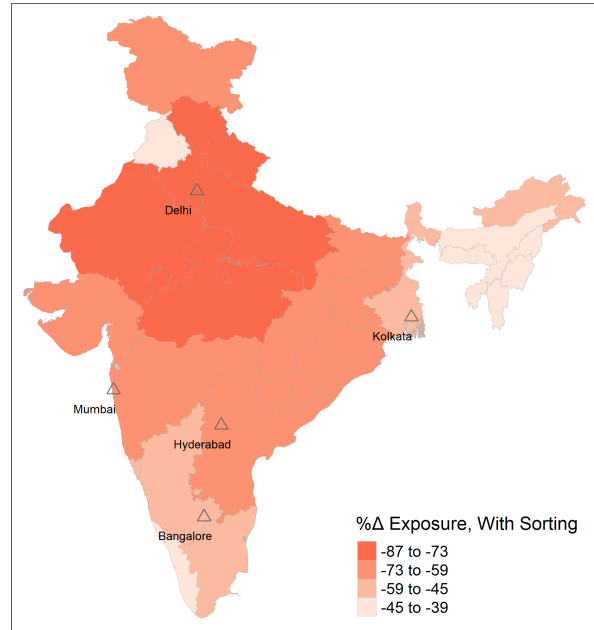 Delhi
Kolkata
Mumbai
Hyderabad
Bangalore
%Δ Exposure, With Sorting
-87 to -73
-73 to -59
-59 to -45
-45 to -39